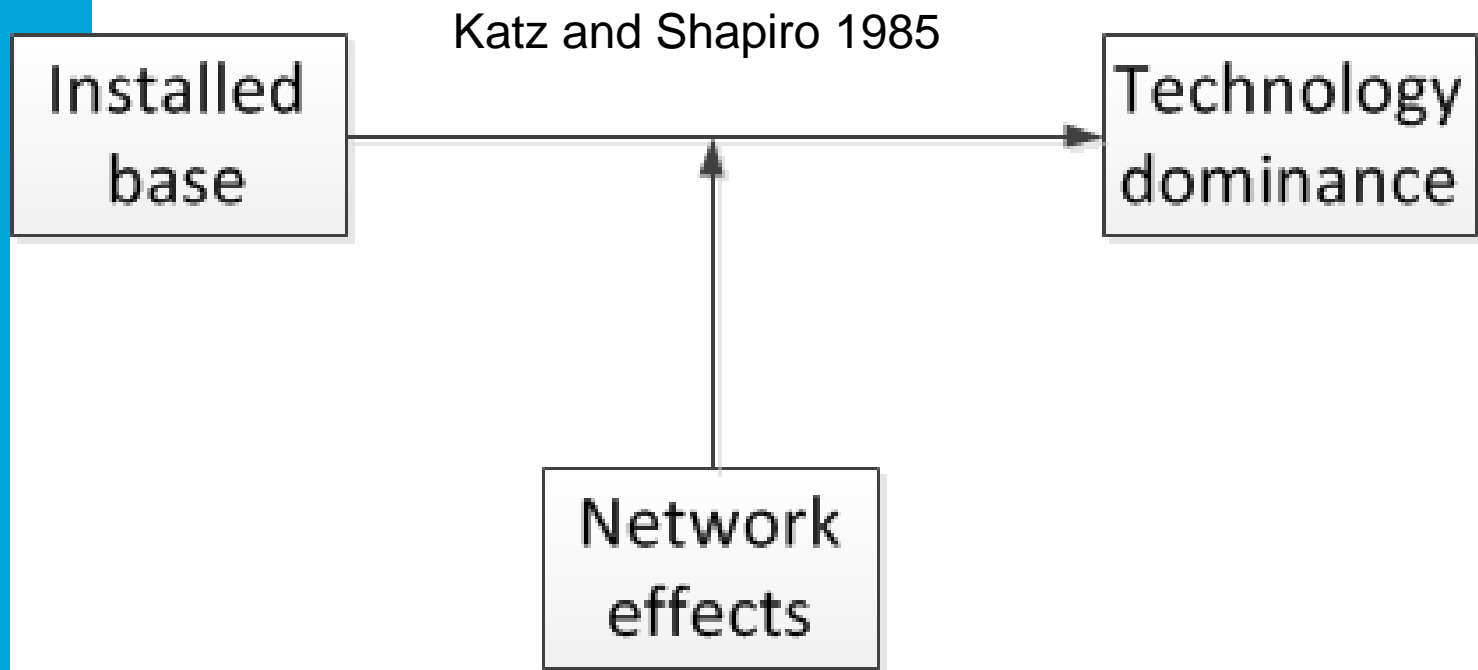 Katz and Shapiro 1985
Installed
base
Technology
dominance
Network
effects